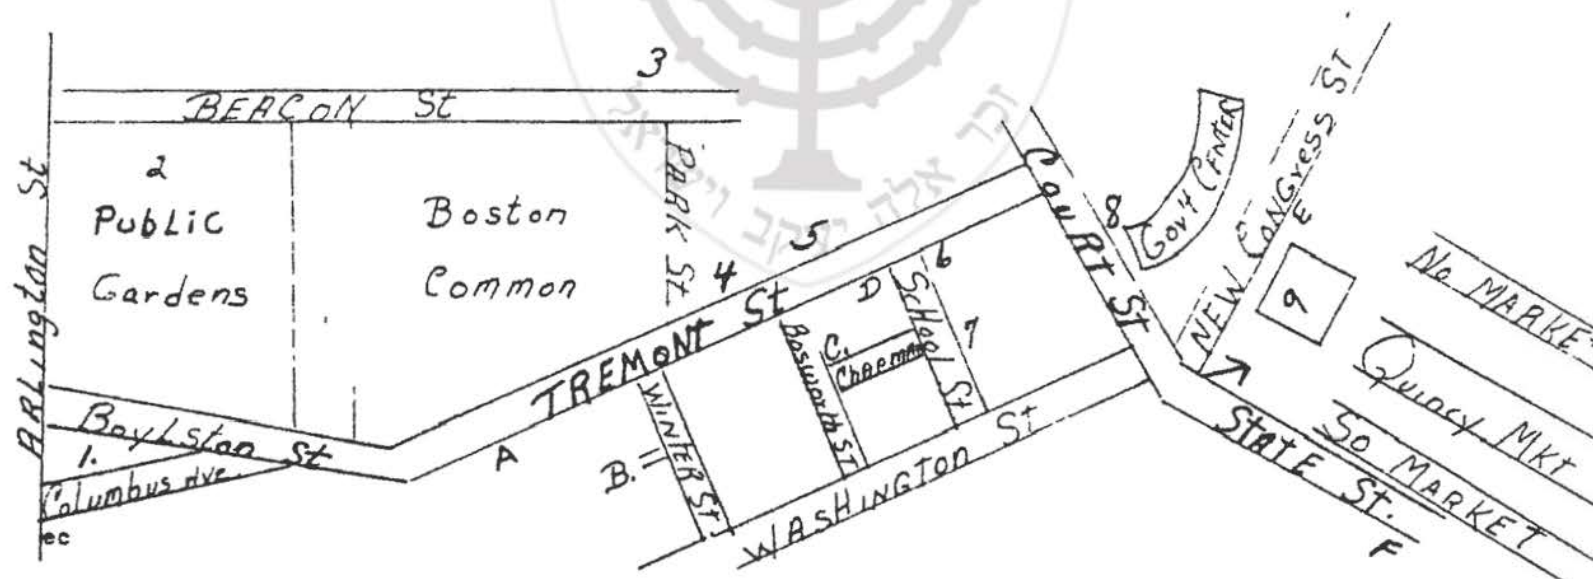 3
BEACON St
2
Public
Gardens
Boston
Common
ARLington St
PARK St
Boylston St
1.
Columbus Ave.
ec
TREMONT St
4
5
6
A
B.
WINTER St
Bosworth St
C.
Chapman
D
School St
7
WASHINGTON St
COURT St
8
Gov't CENTER
NEW CONGRESS ST
E
9
No MARKET
Quincy MKt
So MARKET
STATE St.
F